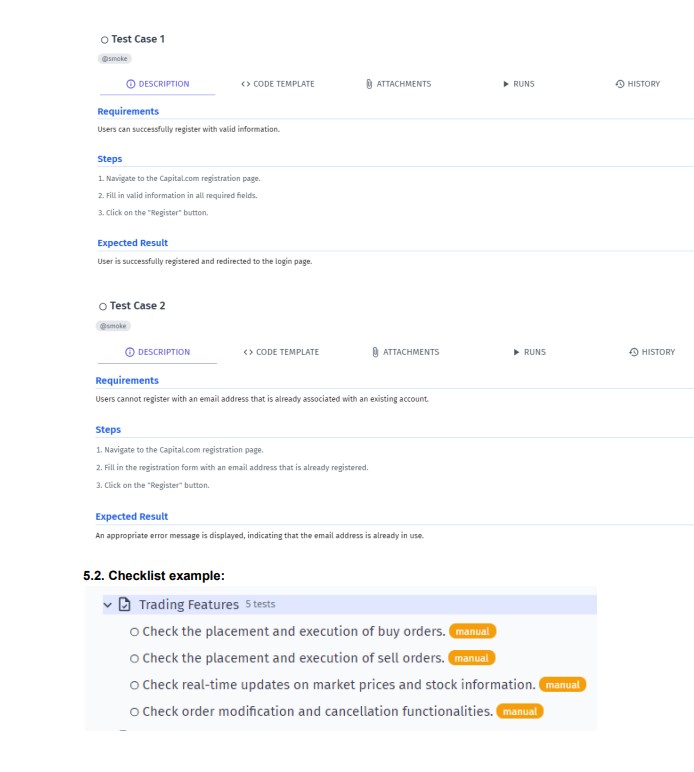 Test Case 1
@smoke
DESCRIPTION <> CODE TEMPLATE ATTACHMENTS RUNS HISTORY
Requirements
Users can successfully register with valid information.
Steps
1. Navigate to the Capital.com registration page.
2. Fill in valid information in all required fields.
3. Click on the "Register" button.
Expected Result
User is successfully registered and redirected to the login page.
Test Case 2
@smoke
DESCRIPTION <> CODE TEMPLATE ATTACHMENTS RUNS HISTORY
Requirements
Users cannot register with an email address that is already associated with an existing account.
Steps
1. Navigate to the Capital.com registration page.
2. Fill in the registration form with an email address that is already registered.
3. Click on the "Register" button.
Expected Result
An appropriate error message is displayed, indicating that the email address is already in use.
5.2. Checklist example:
Trading Features 5 tests
Check the placement and execution of buy orders. manual
Check the placement and execution of sell orders. manual
Check real-time updates on market prices and stock information. manual
Check order modification and cancellation functionalities. manual